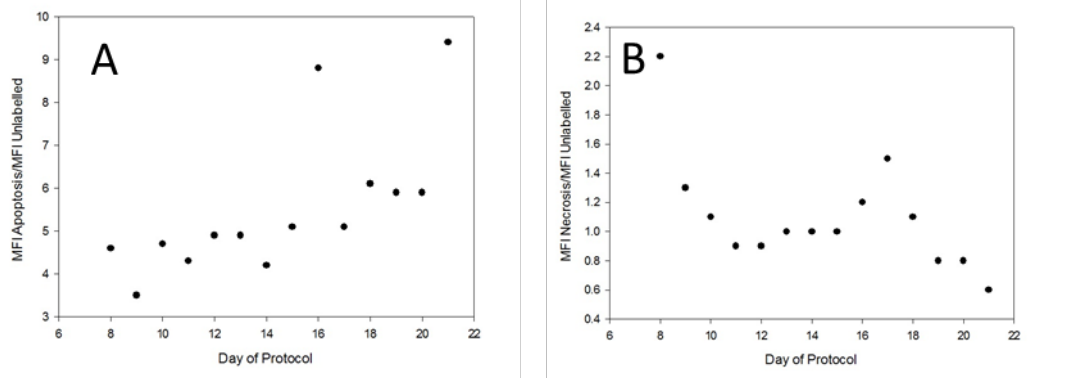 A
MFI Apoptosis/MFI Unlabelled
10
9
8
7
6
5
4
3
6 8 10 12 14 16 18 20 22
Day of Protocol
B
MFI Necrosis/MFI Unlabelled
2.4
2.2
2.0
1.8
1.6
1.4
1.2
1.0
0.8
0.6
0.4
6 8 10 12 14 16 18 20 22
Day of Protocol